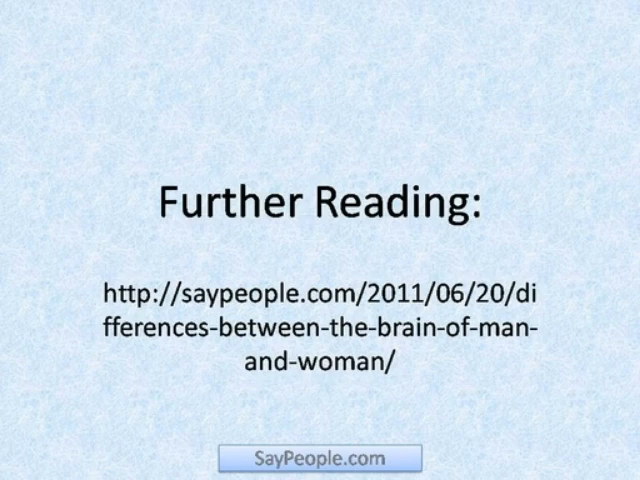 Further Reading:
http://saypeople.com/2011/06/20/di
fferences-between-the-brain-of-man-
and-woman/
SayPeople.com